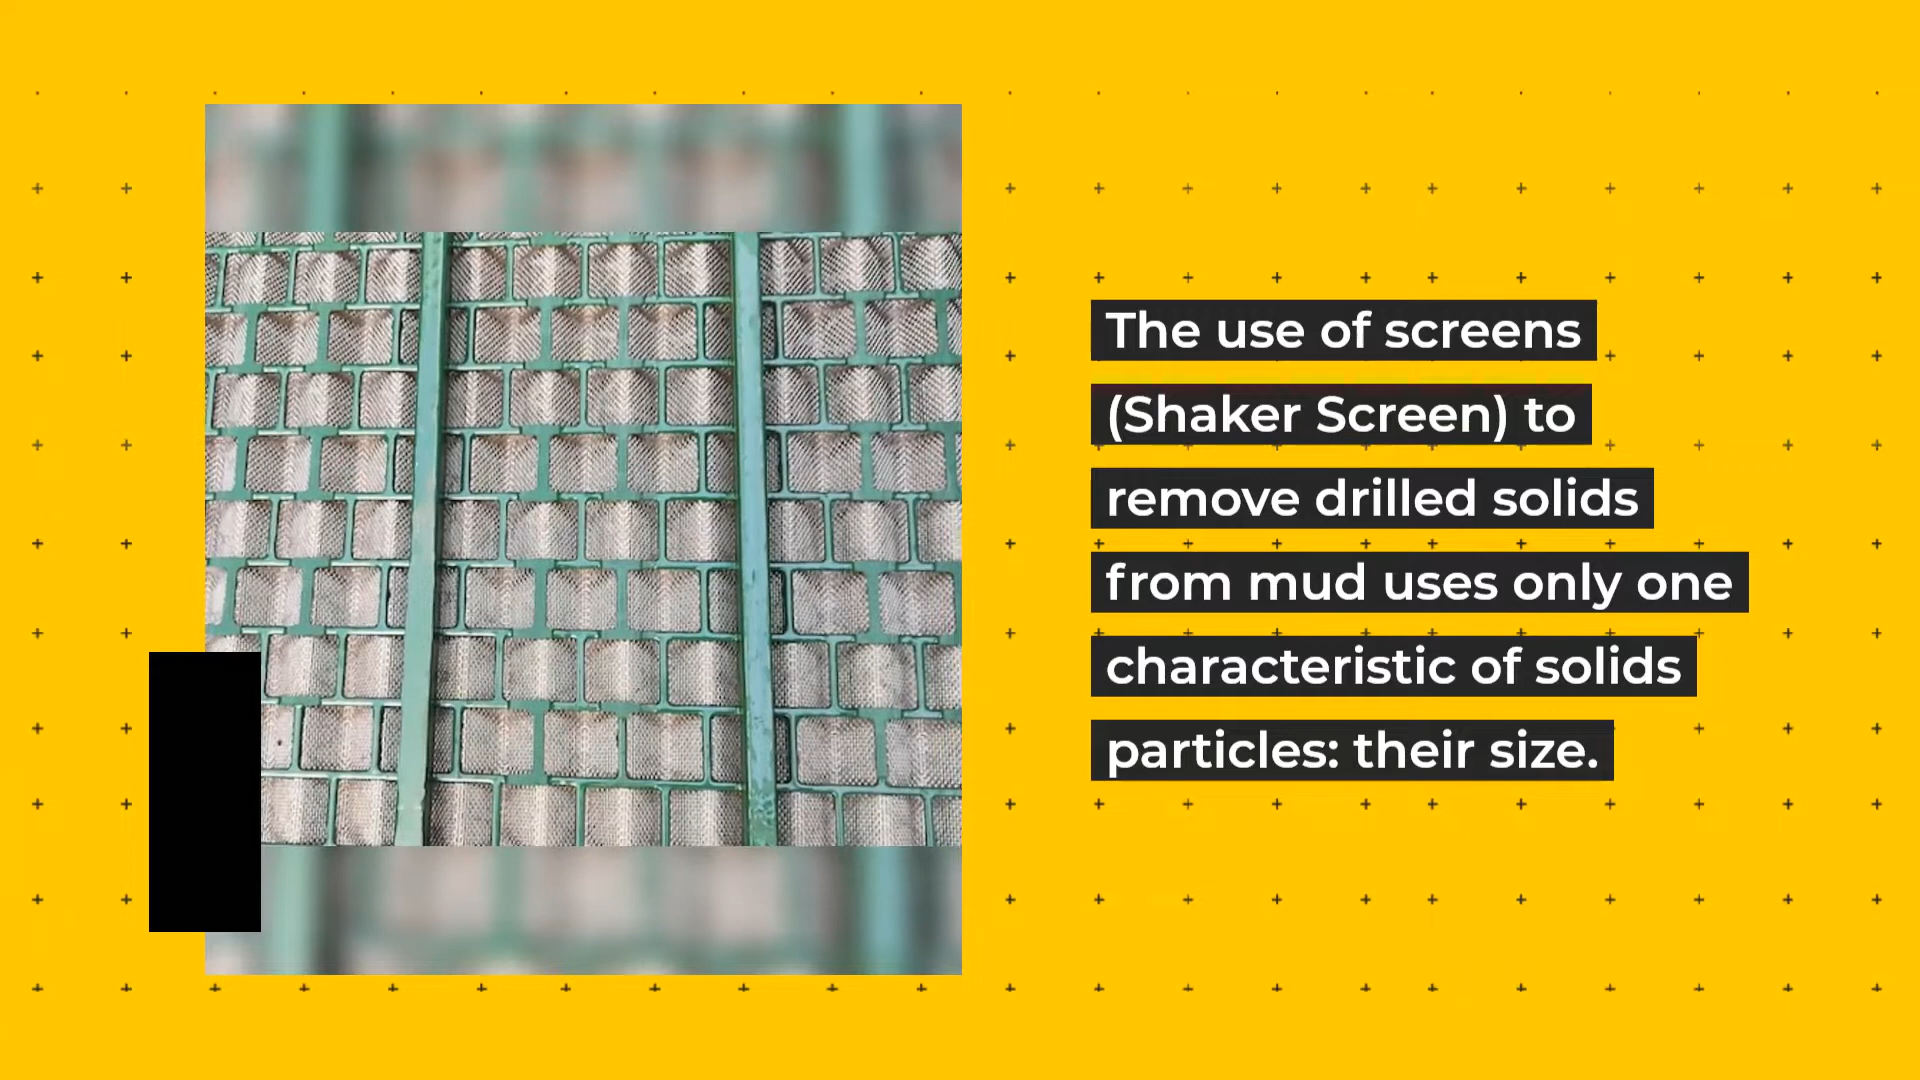 The use of screens
(Shaker Screen) to
remove drilled solids
from mud uses only one
characteristic of solids
particles: their size.